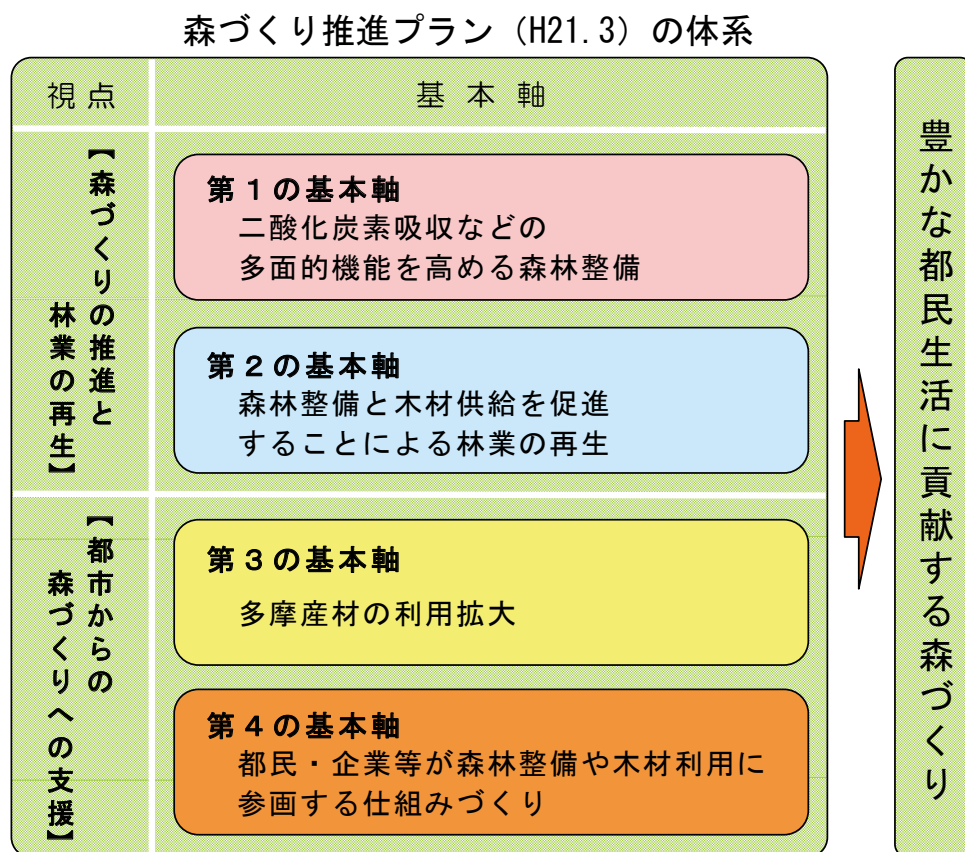 森づくり推進プラン（H21.3）の体系
視点
基本軸
【森づくりの推進と
林業の再生】
第１の基本軸
二酸化炭素吸収などの
多面的機能を高める森林整備
第２の基本軸
森林整備と木材供給を促進
することによる林業の再生
【都市からの
森づくりへの支援】
第３の基本軸
多摩産材の利用拡大
第４の基本軸
都民・企業等が森林整備や木材利用に
参画する仕組みづくり
豊かな都民生活に貢献する森づくり